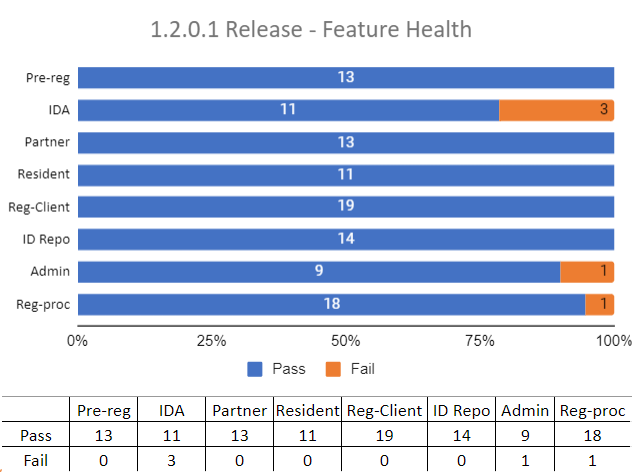 1.2.0.1 Release - Feature Health
Pre-reg 13
IDA 11 3
Partner 13
Resident 11
Reg-Client 19
ID Repo 14
Admin 9 1
Reg-proc 18 1
0% 25% 50% 75% 100%
Pass Fail
Pre-reg IDA Partner Resident Reg-Client ID Repo Admin Reg-proc
Pass 13 11 13 11 19 14 9 18
Fail 0 3 0 0 0 0 1 1